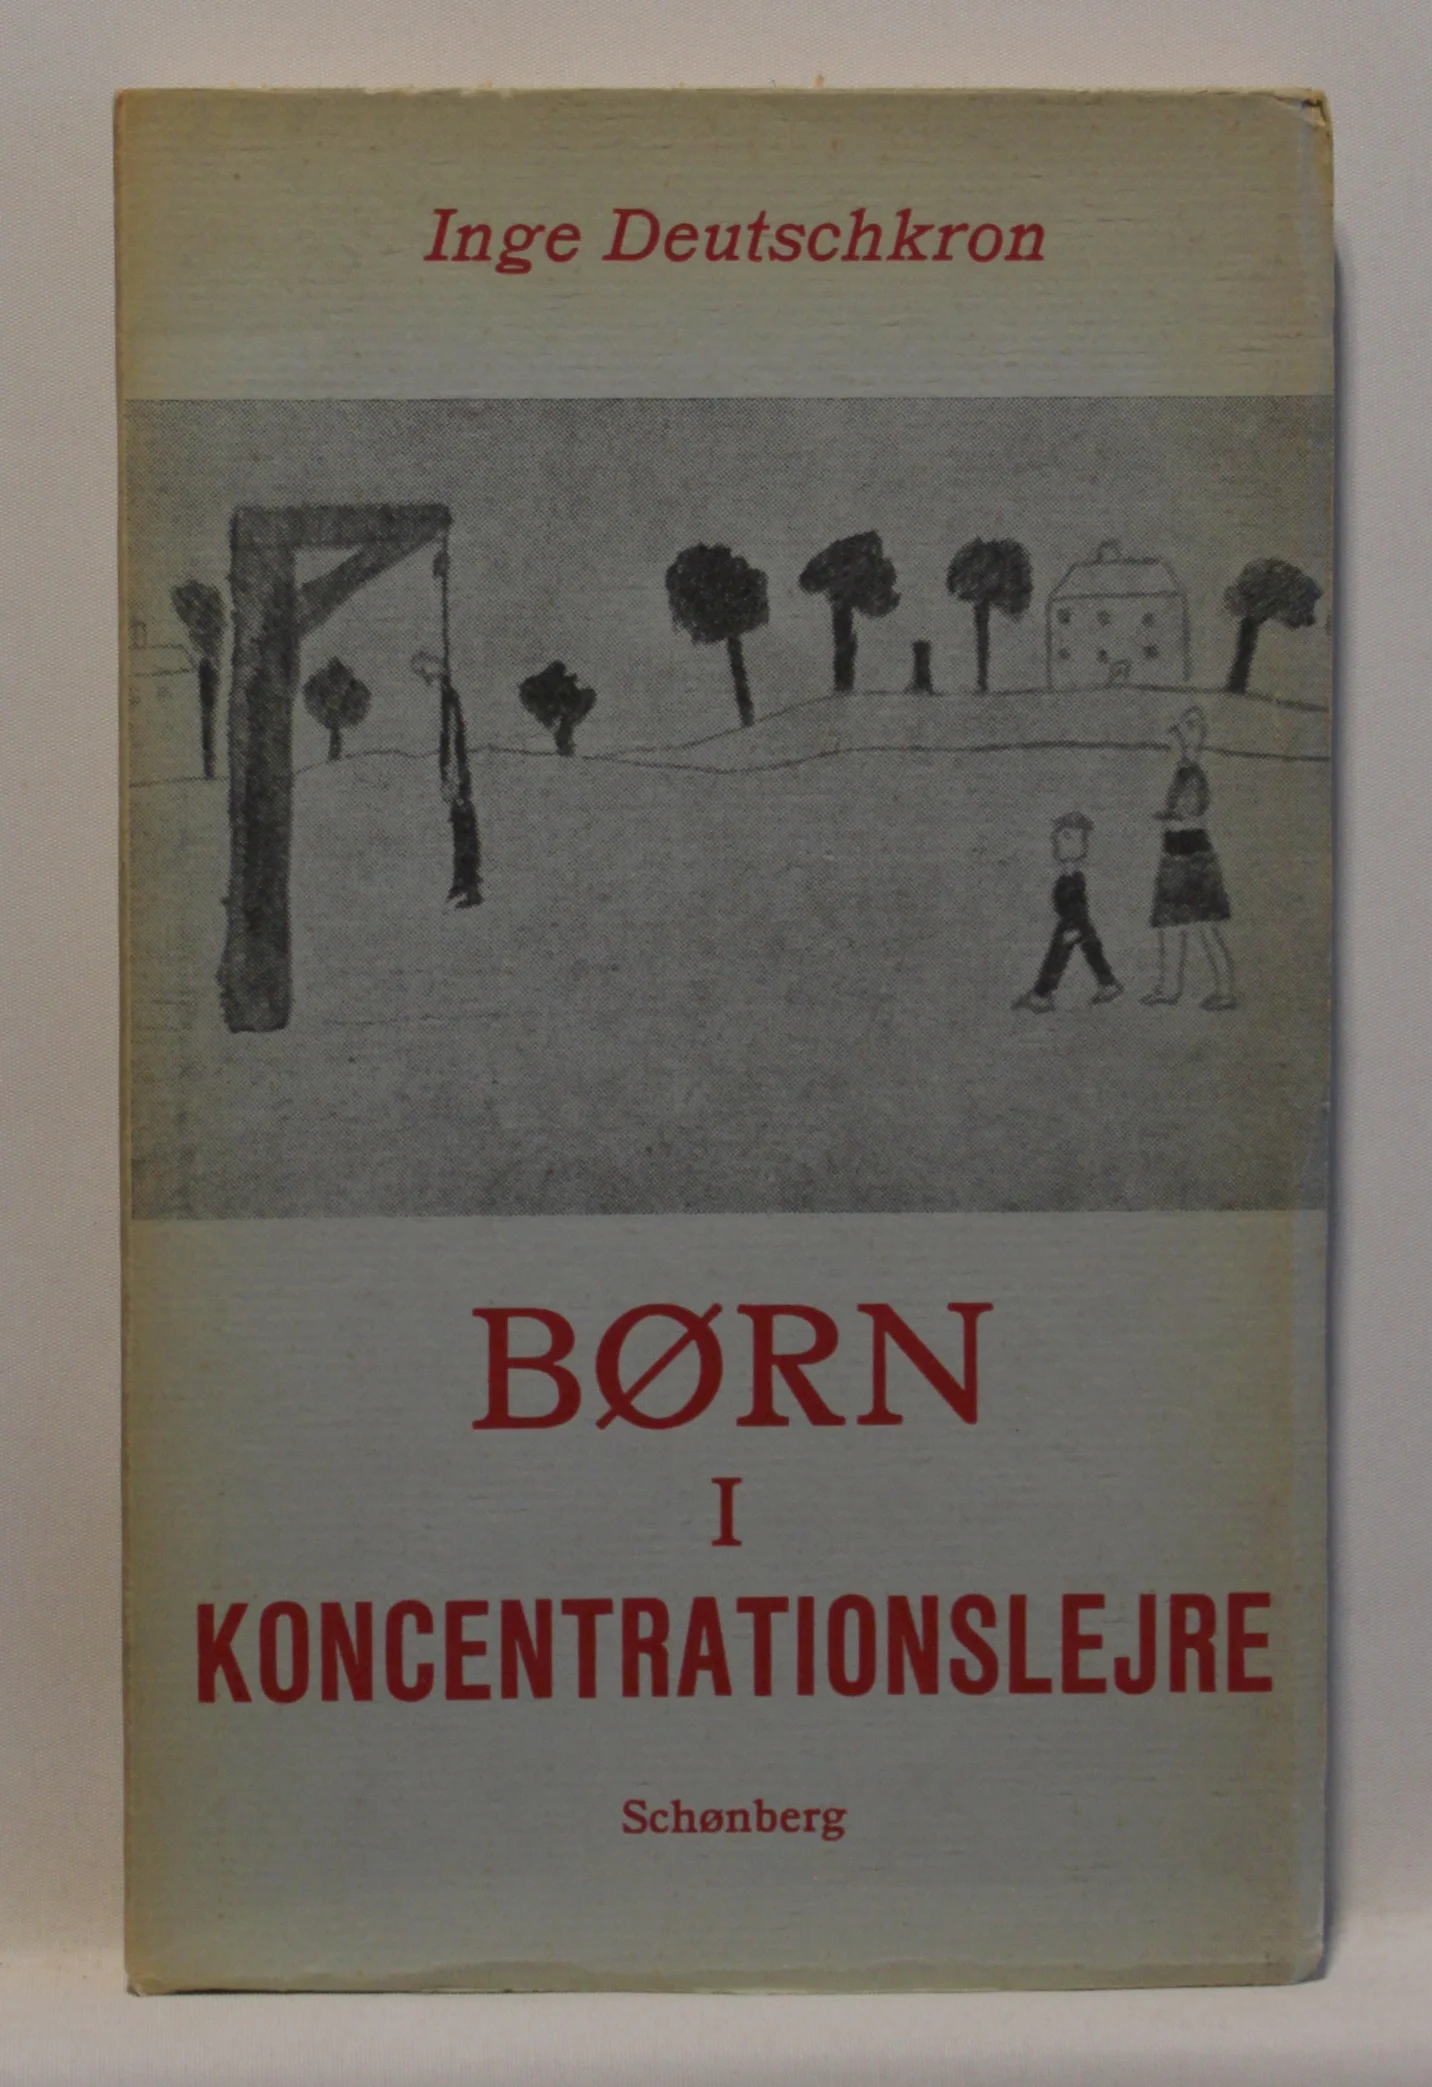 Inge Deutschkron
BØRN
I
KONCENTRATIONSLEJRE
Schønberg